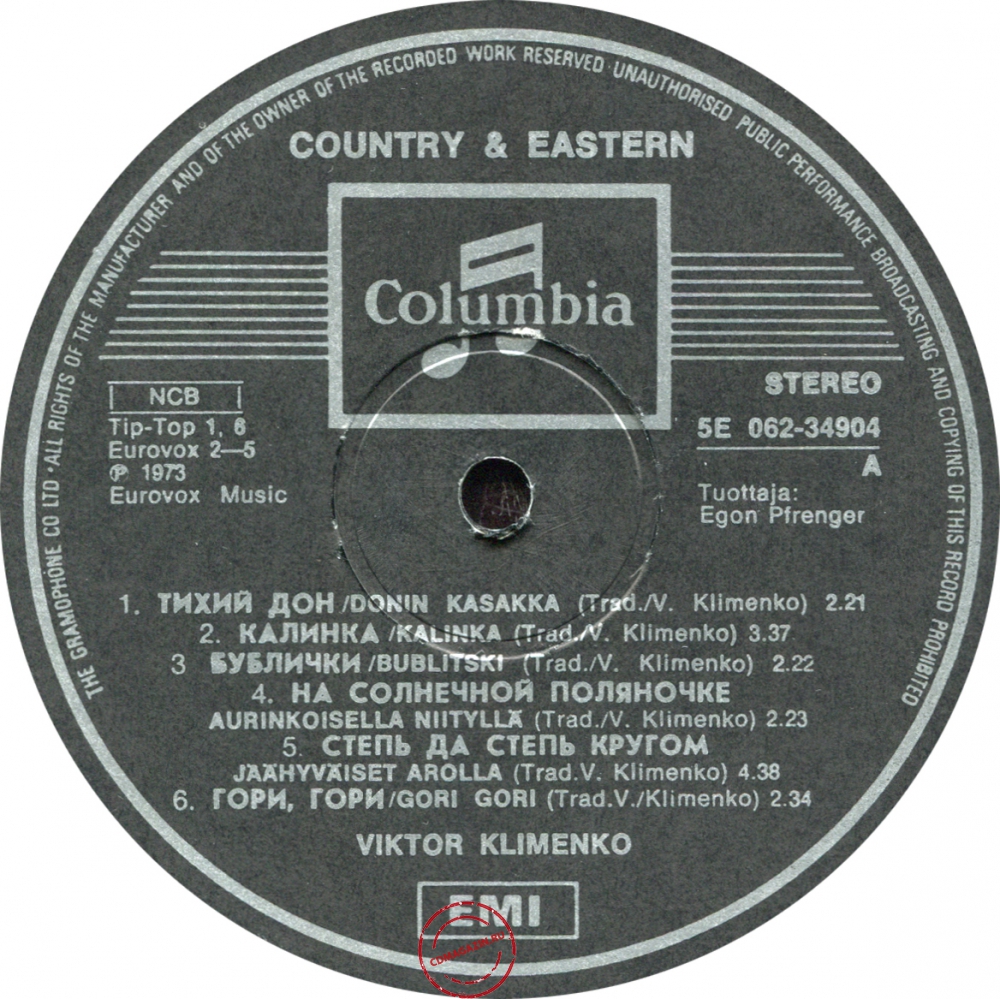 THE GRAMOPHONE CO LTD · ALL RIGHTS OF THE MANUFACTURER AND OF THE OWNER OF THE RECORDED WORK RESERVED · UNAUTHORISED PUBLIC PERFORMANCE BROADCASTING AND COPYING OF THIS RECORD PROHIBITED
COUNTRY & EASTERN
Columbia
STEREO
NCB
5E 062-34904
Tip-Top 1, 6
Eurovox 2—5
A
℗ 1973
Eurovox Music
Tuottaja:
Egon Pfrenger
1. ТИХИЙ ДОН/DONIN KASAKKA (Trad./V. Klimenko) 2.21
2. КАЛИНКА/KALINKA (Trad./V. Klimenko) 3.37
3 БУБЛИЧКИ/BUBLITSKI (Trad./V. Klimenko) 2.22
4. НА СОЛНЕЧНОЙ ПОЛЯНОЧКЕ
AURINKOISELLA NIITYLLÄ (Trad./V. Klimenko) 2.23
5. СТЕПЬ ДА СТЕПЬ КРУГОМ
JÄÄHYVÄISET AROLLA (Trad.V. Klimenko) 4.38
6. ГОРИ, ГОРИ/GORI GORI (Trad.V./Klimenko) 2.34
VIKTOR KLIMENKO
EMI